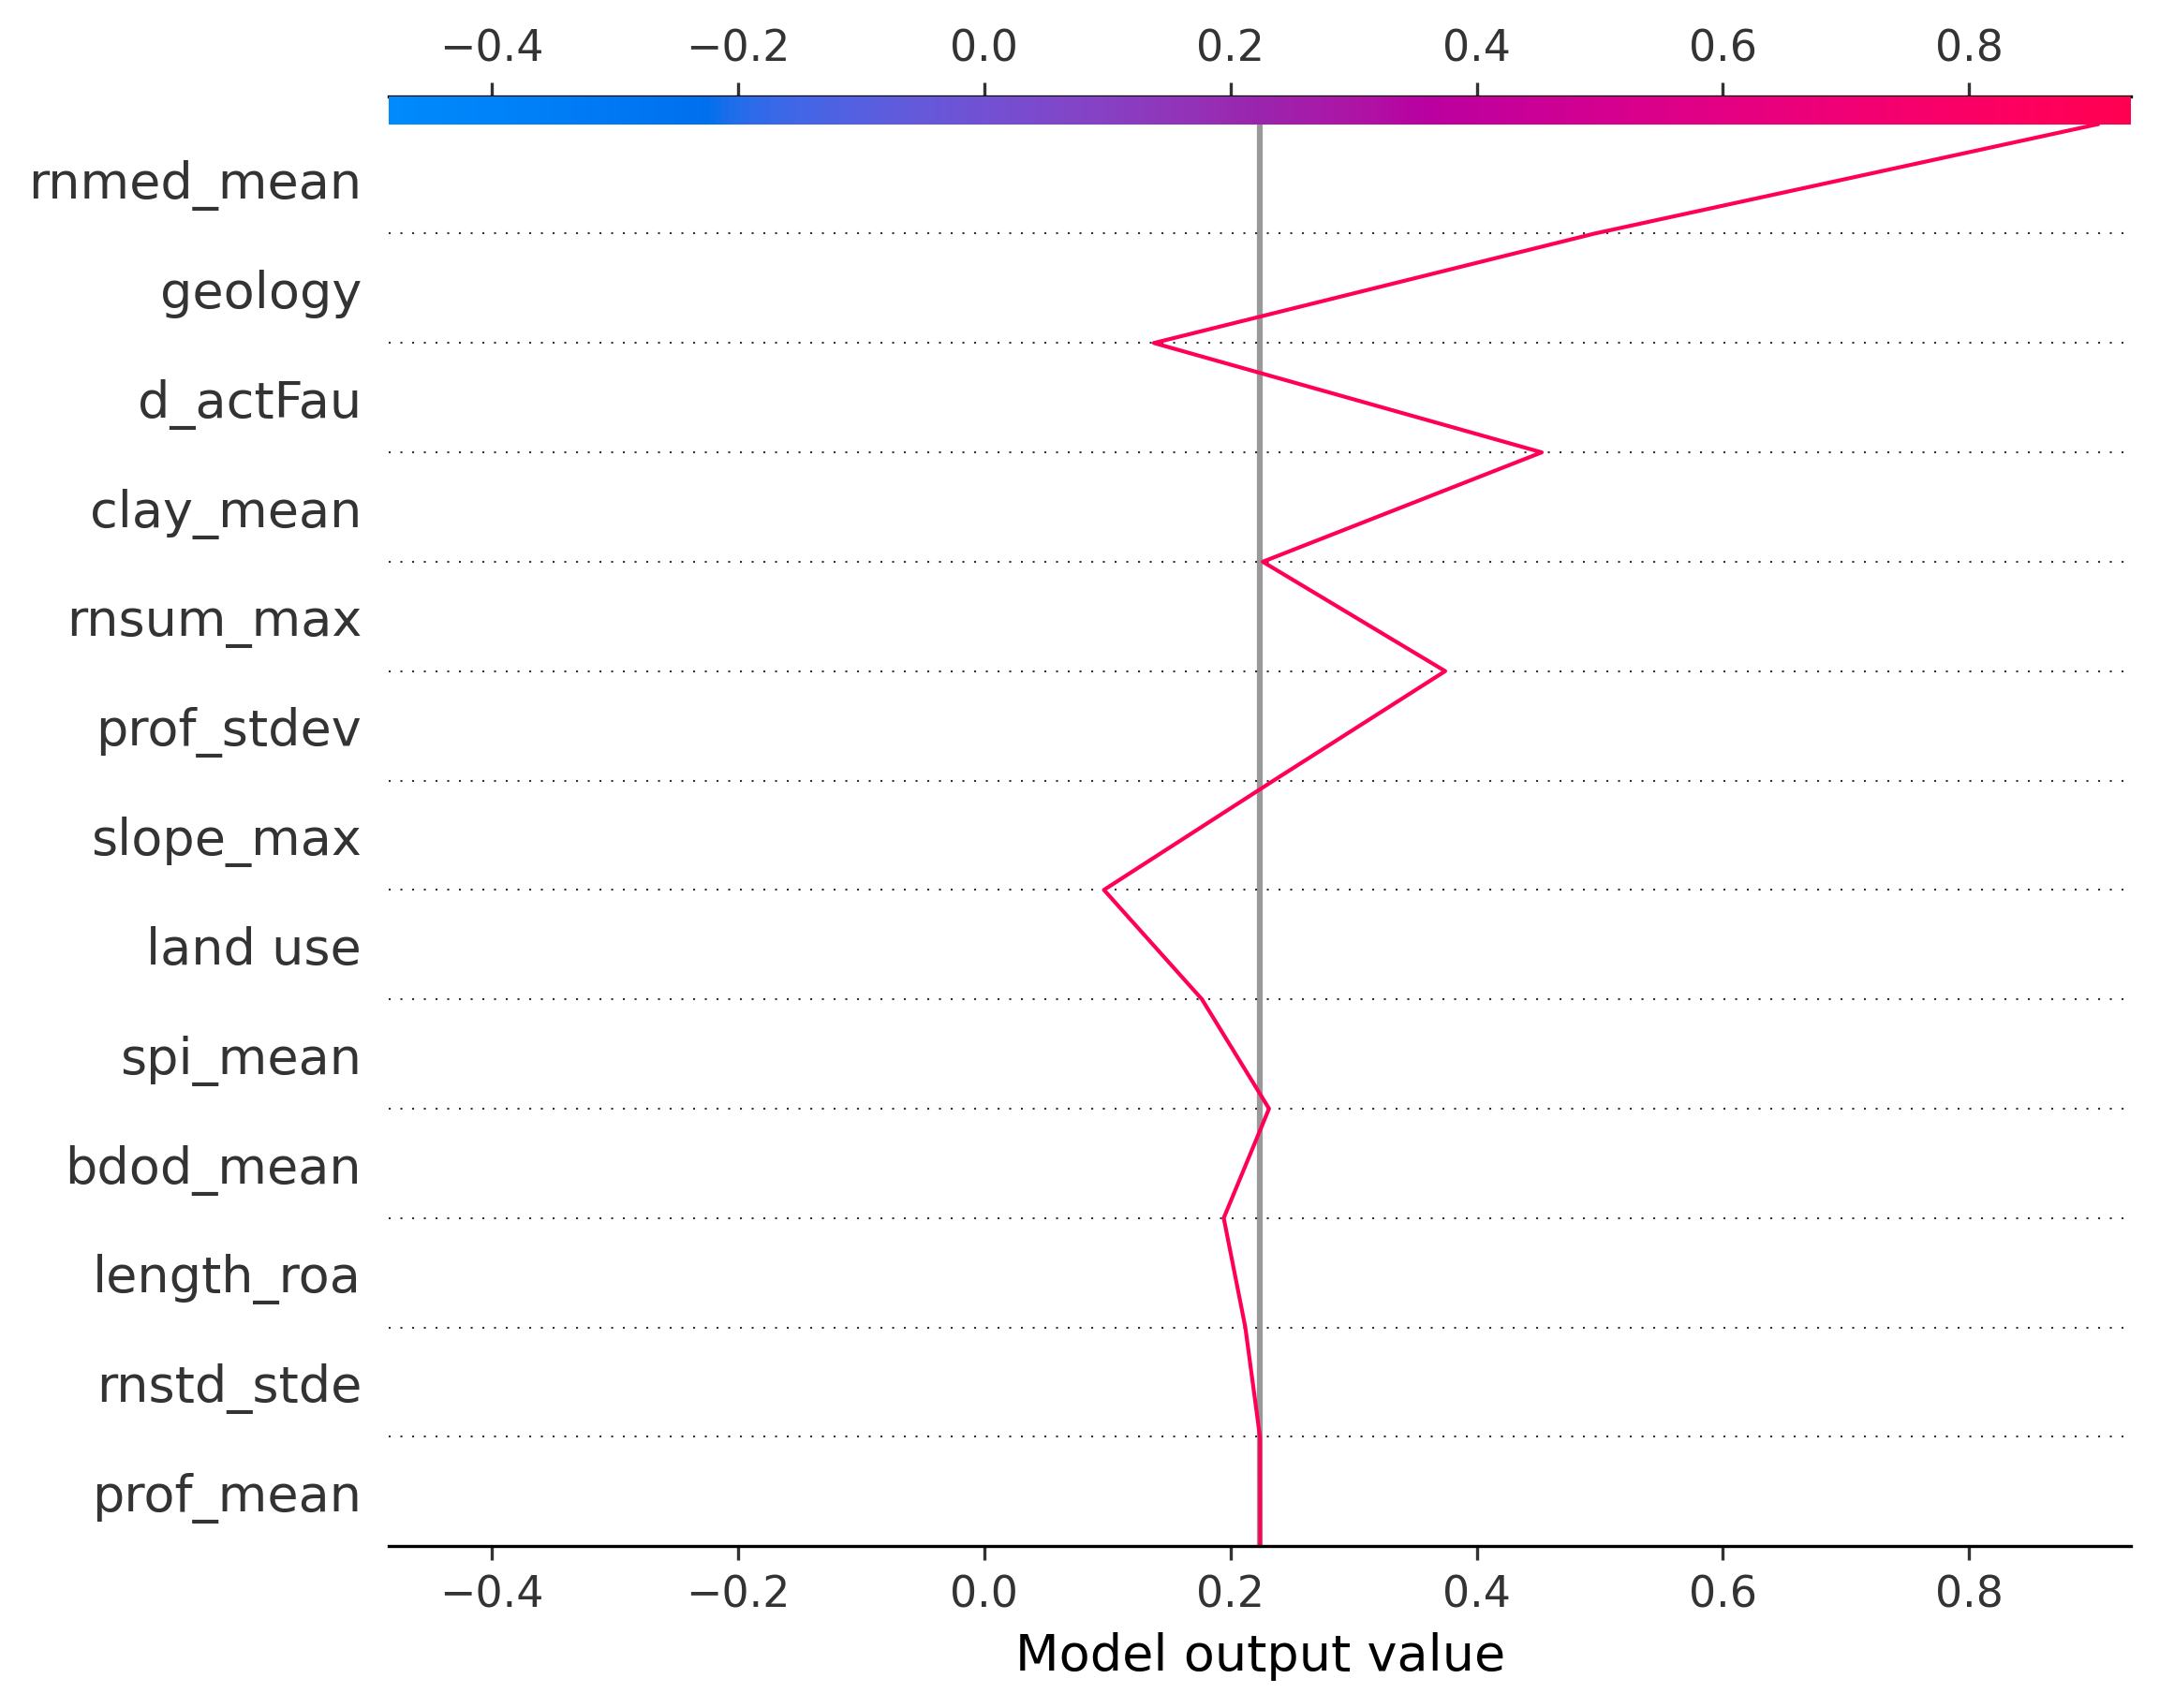 −0.4 −0.2 0.0 0.2 0.4 0.6 0.8
rnmed_mean
geology
d_actFau
clay_mean
rnsum_max
prof_stdev
slope_max
land use
spi_mean
bdod_mean
length_roa
rnstd_stde
prof_mean
−0.4 −0.2 0.0 0.2 0.4 0.6 0.8
Model output value